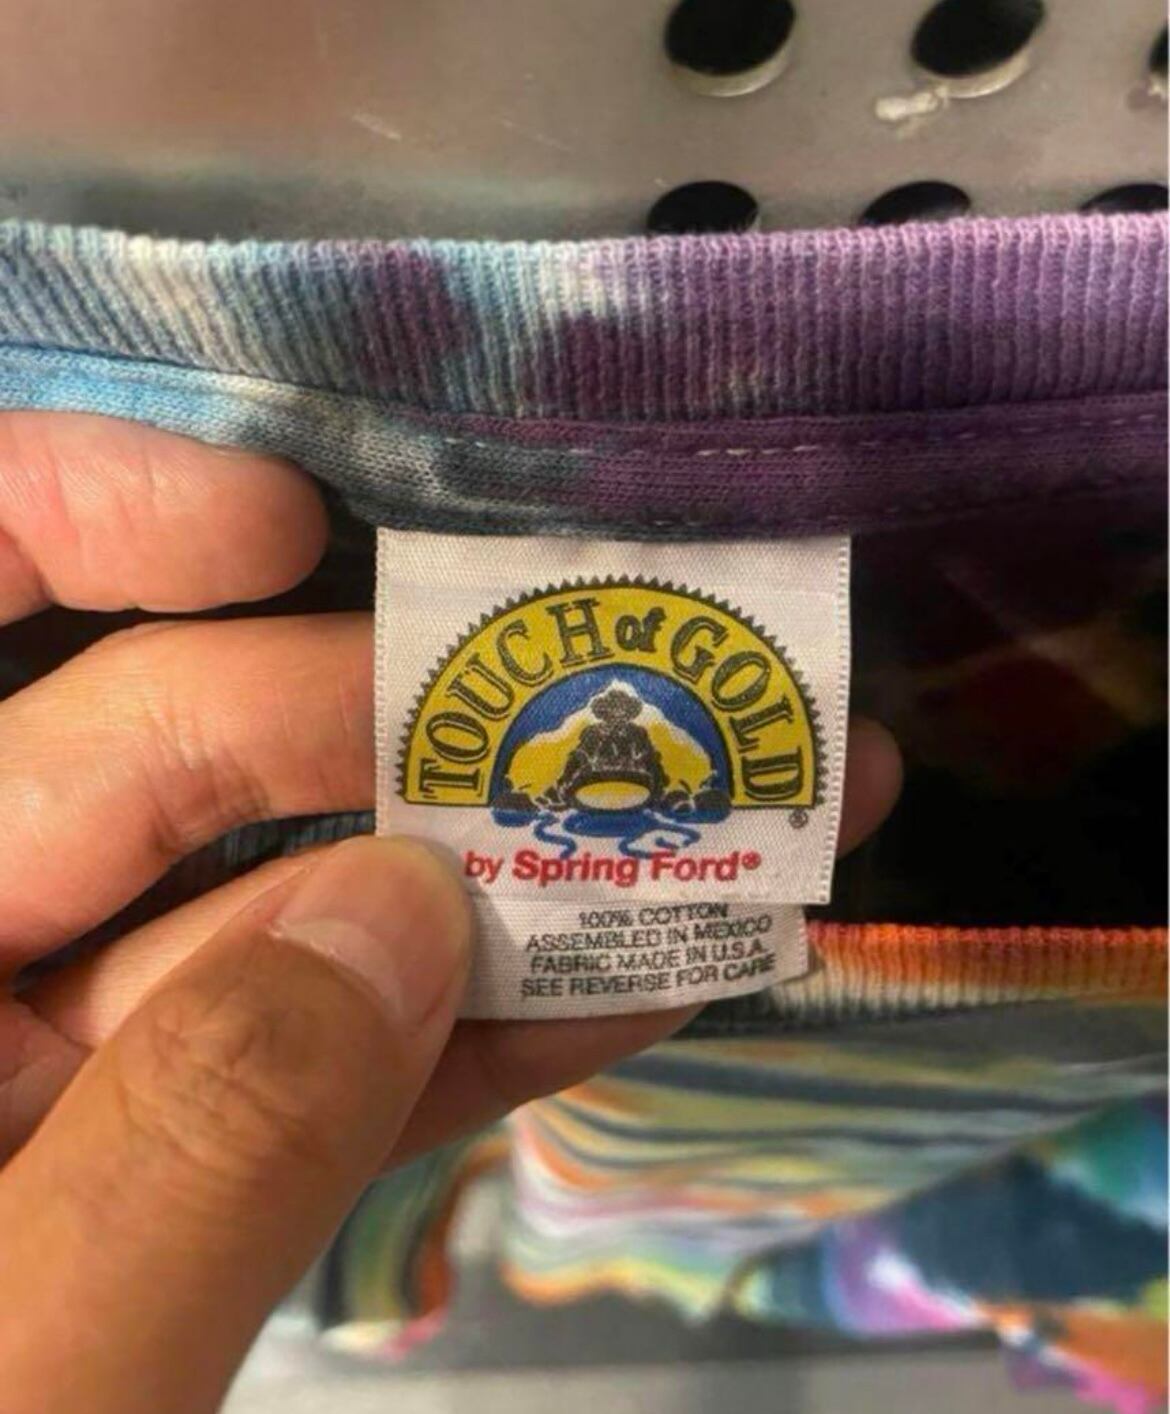 TOUCH of GOLD®
by Spring Ford®
100% COTTON
ASSEMBLED IN MEXICO
FABRIC MADE IN U.S.A.
SEE REVERSE FOR CARE